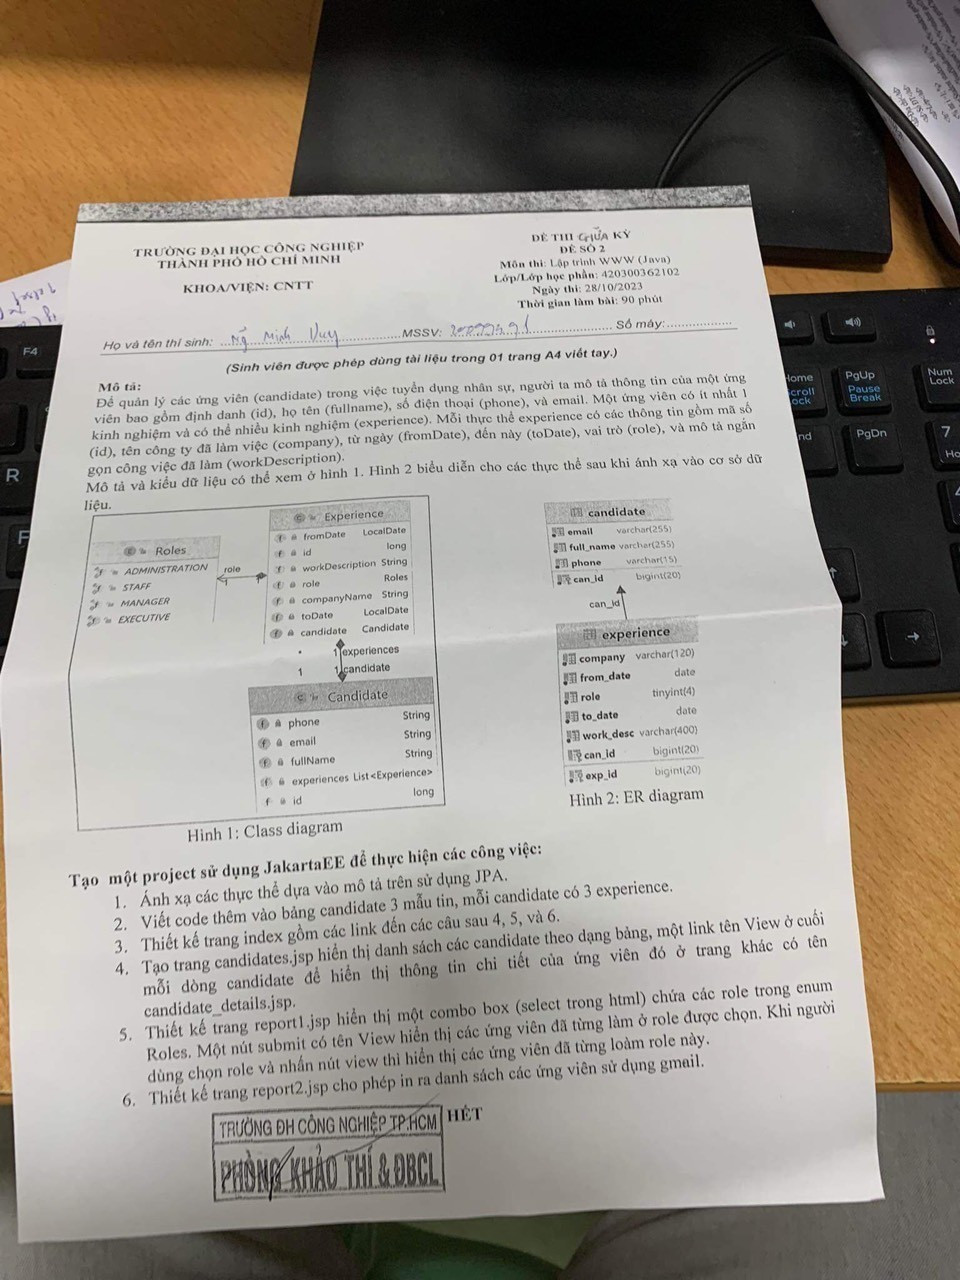 TRƯỜNG ĐẠI HỌC CÔNG NGHIỆP
THÀNH PHỐ HỒ CHÍ MINH
KHOA/VIỆN: CNTT
ĐỀ THI GIỮA KỲ
ĐỀ SỐ 2
Môn thi: Lập trình WWW (Java)
Lớp/Lớp học phần: 420300362102
Ngày thi: 28/10/2023
Thời gian làm bài: 90 phút
Họ và tên thí sinh: Minh MSSV: Số máy:
(Sinh viên được phép dùng tài liệu trong 01 trang A4 viết tay.)
Mô tả:
Để quản lý các ứng viên (candidate) trong việc tuyển dụng nhân sự, người ta mô tả thông tin của một ứng
viên bao gồm định danh (id), họ tên (fullname), số điện thoại (phone), và email. Một ứng viên có ít nhất 1
kinh nghiệm và có thể nhiều kinh nghiệm (experience). Mỗi thực thể experience có các thông tin gồm mã số
(id), tên công ty đã làm việc (company), từ ngày (fromDate), đến này (toDate), vai trò (role), và mô tả ngắn
gọn công việc đã làm (workDescription).
Mô tả và kiểu dữ liệu có thể xem ở hình 1. Hình 2 biểu diễn cho các thực thể sau khi ánh xạ vào cơ sở dữ
liệu.
Roles
ADMINISTRATION
STAFF
MANAGER
EXECUTIVE
role
1
Experience
fromDate LocalDate
id long
workDescription String
role Roles
companyName String
toDate LocalDate
candidate Candidate
* 1 experiences
1 1 candidate
Candidate
phone String
email String
fullName String
experiences List<Experience>
id long
Hình 1: Class diagram
candidate
email varchar(255)
full_name varchar(255)
phone varchar(15)
can_id bigint(20)
can_id
experience
company varchar(120)
from_date date
role tinyint(4)
to_date date
work_desc varchar(400)
can_id bigint(20)
exp_id bigint(20)
Hình 2: ER diagram
Tạo một project sử dụng JakartaEE để thực hiện các công việc:
1. Ánh xạ các thực thể dựa vào mô tả trên sử dụng JPA.
2. Viết code thêm vào bảng candidate 3 mẫu tin, mỗi candidate có 3 experience.
3. Thiết kế trang index gồm các link đến các câu sau 4, 5, và 6.
4. Tạo trang candidates.jsp hiển thị danh sách các candidate theo dạng bảng, một link tên View ở cuối
mỗi dòng candidate để hiển thị thông tin chi tiết của ứng viên đó ở trang khác có tên
candidate_details.jsp.
5. Thiết kế trang report1.jsp hiển thị một combo box (select trong html) chứa các role trong enum
Roles. Một nút submit có tên View hiển thị các ứng viên đã từng làm ở role được chọn. Khi người
dùng chọn role và nhấn nút view thì hiển thị các ứng viên đã từng loàm role này.
6. Thiết kế trang report2.jsp cho phép in ra danh sách các ứng viên sử dụng gmail.
HẾT
TRƯỜNG ĐH CÔNG NGHIỆP TP.HCM
PHÒNG KHẢO THÍ & ĐBCL
F4
R
F
Home
Scroll
ock
PgUp
Pause
Break
Num
Lock
nd
PgDn
7
Ho